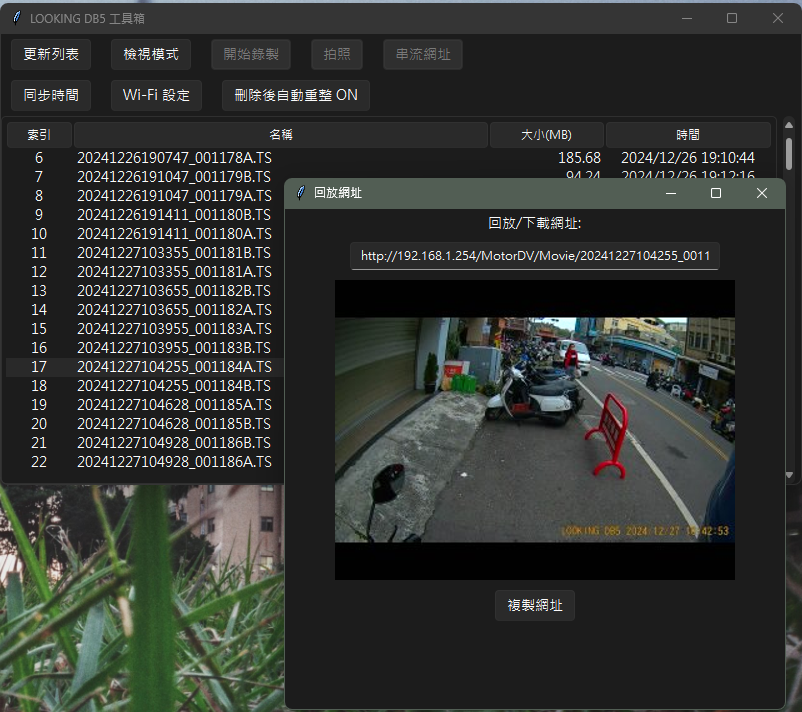 LOOKING DB5 工具箱
更新列表 檢視模式 開始錄製 拍照 串流網址
同步時間 Wi-Fi 設定 刪除後自動重整 ON
索引 名稱 大小(MB) 時間
6 20241226190747_001178A.TS 185.68 2024/12/26 19:10:44
7 20241226191047_001179B.TS 94.24 2024/12/26 19:12:16
8 20241226191047_001179A.TS
9 20241226191411_001180B.TS
10 20241226191411_001180A.TS
11 20241227103355_001181B.TS
12 20241227103355_001181A.TS
13 20241227103655_001182B.TS
14 20241227103655_001182A.TS
15 20241227103955_001183A.TS
16 20241227103955_001183B.TS
17 20241227104255_001184A.TS
18 20241227104255_001184B.TS
19 20241227104628_001185A.TS
20 20241227104628_001185B.TS
21 20241227104928_001186B.TS
22 20241227104928_001186A.TS
回放網址
回放/下載網址:
http://192.168.1.254/MotorDV/Movie/20241227104255_0011
LOOKING DB5 2024/12/27 10:42:53
複製網址